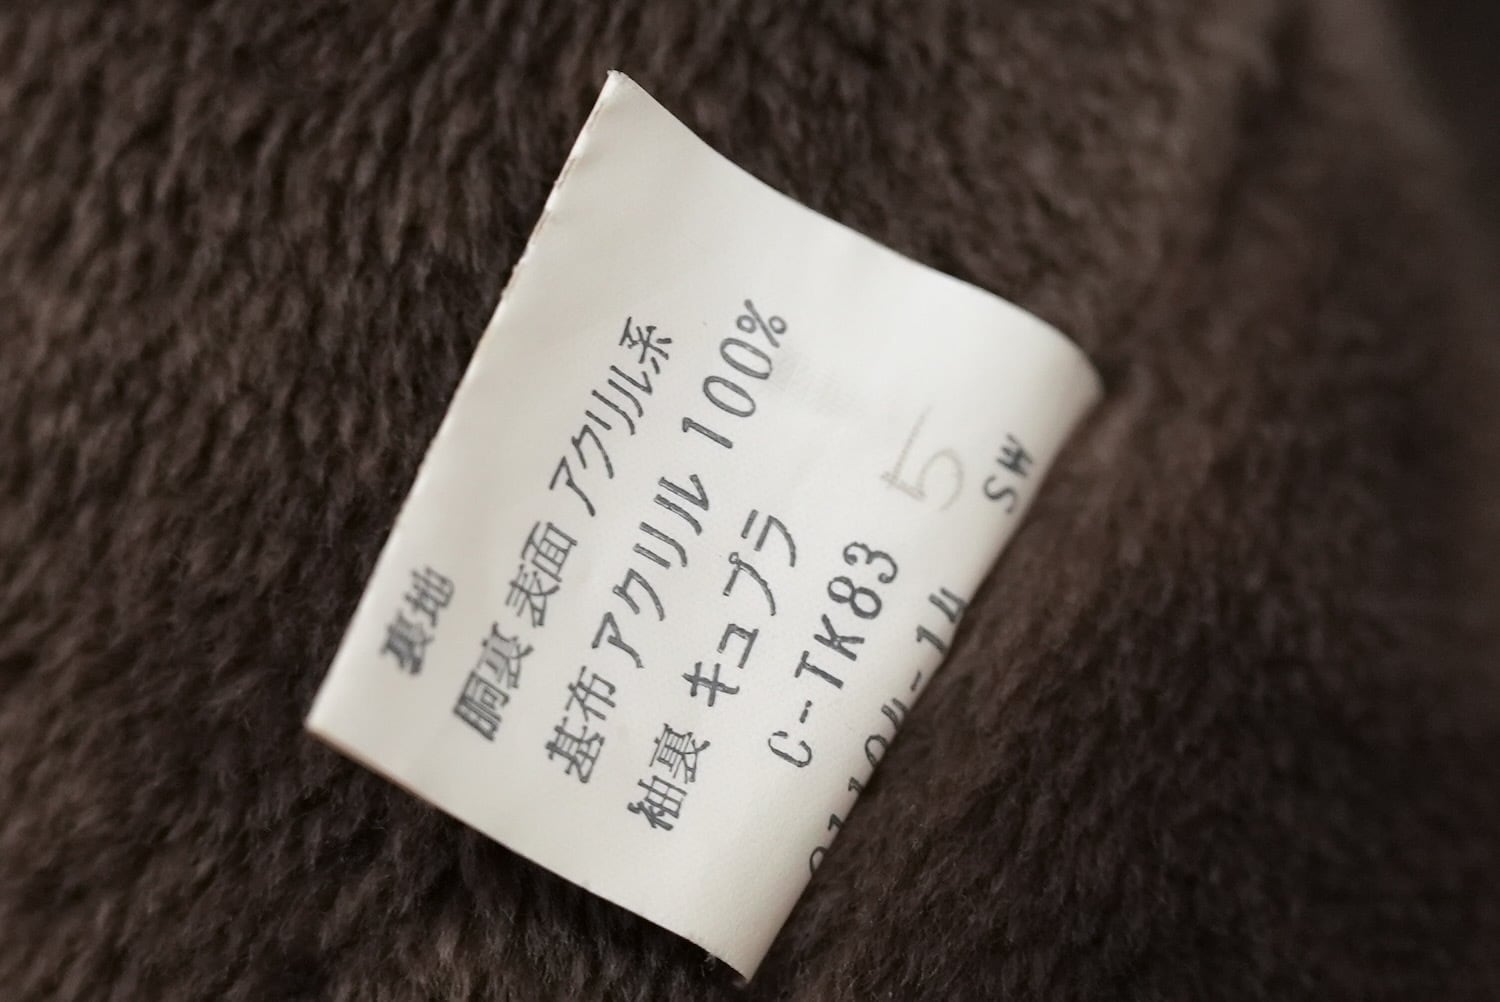 裏地
胴裏 表面 アクリル系
基布 アクリル 100%
袖裏 キュプラ
5
C-TK83 SW